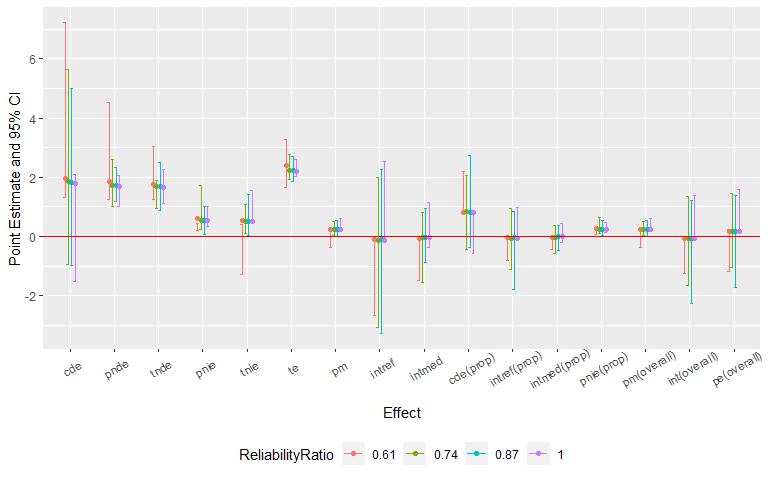 Point Estimate and 95% CI
6
4
2
0
-2
cde
pnde
tnde
pnie
tnie
te
pm
intref
intmed
cde(prop)
intref(prop)
intmed(prop)
pnie(prop)
pm(overall)
int(overall)
pe(overall)
Effect
ReliabilityRatio 0.61 0.74 0.87 1